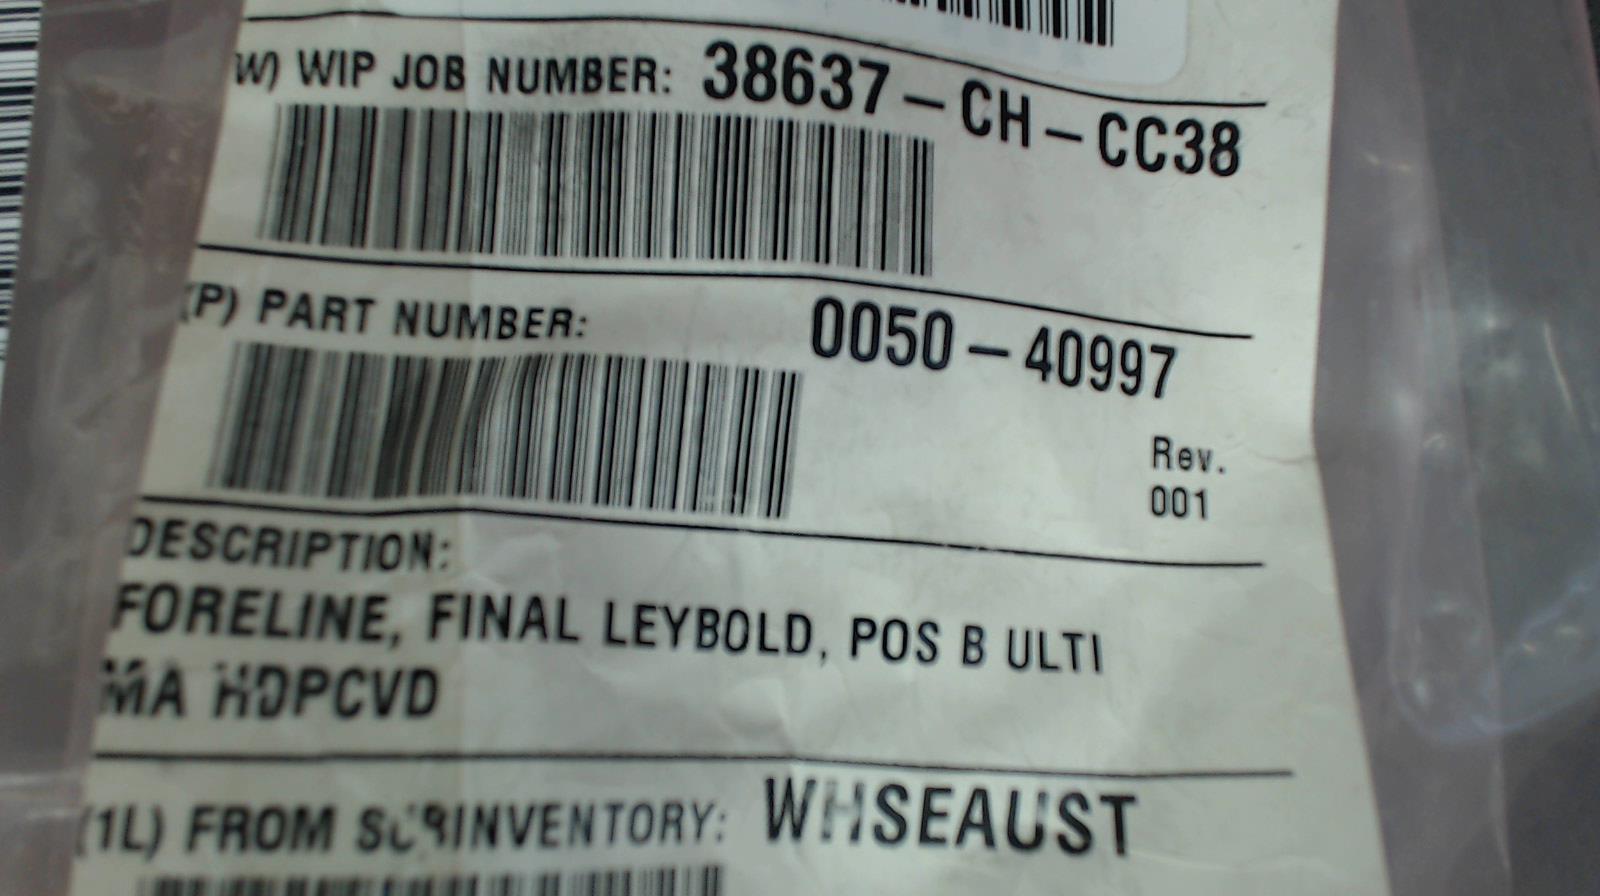 (W) WIP JOB NUMBER: 38637-CH-CC38
(P) PART NUMBER: 0050-40997
Rev.
001
DESCRIPTION:
FORELINE, FINAL LEYBOLD, POS B ULTI
MA HDPCVD
(1L) FROM SUBINVENTORY: WHSEAUST